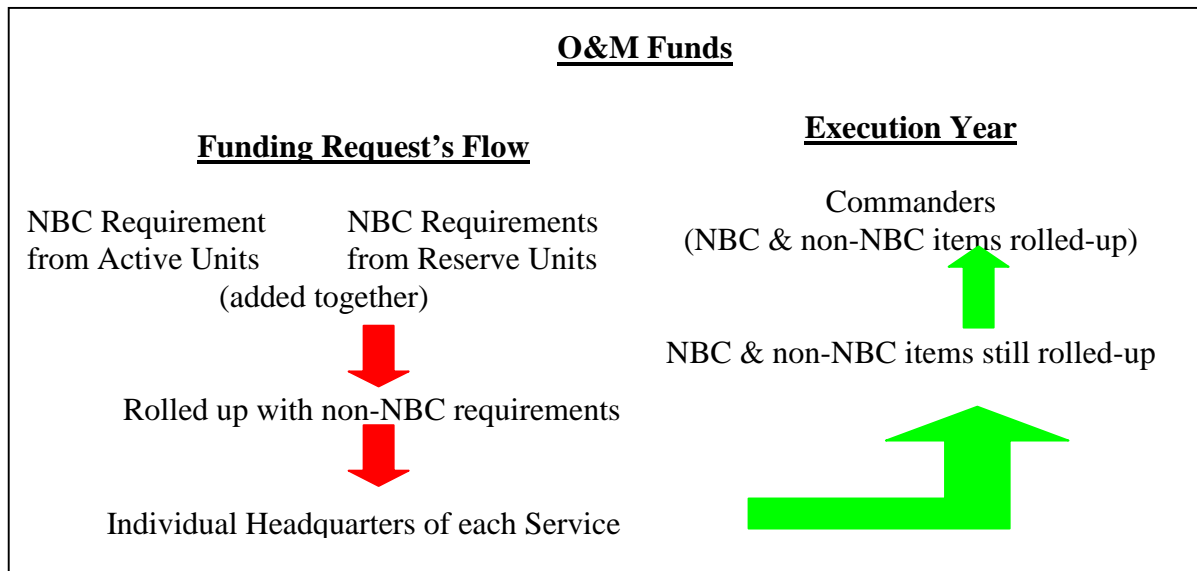 O&M Funds
Funding Request's Flow
NBC Requirement
from Active Units
NBC Requirements
from Reserve Units
(added together)
Rolled up with non-NBC requirements
Individual Headquarters of each Service
Execution Year
Commanders
(NBC & non-NBC items rolled-up)
NBC & non-NBC items still rolled-up